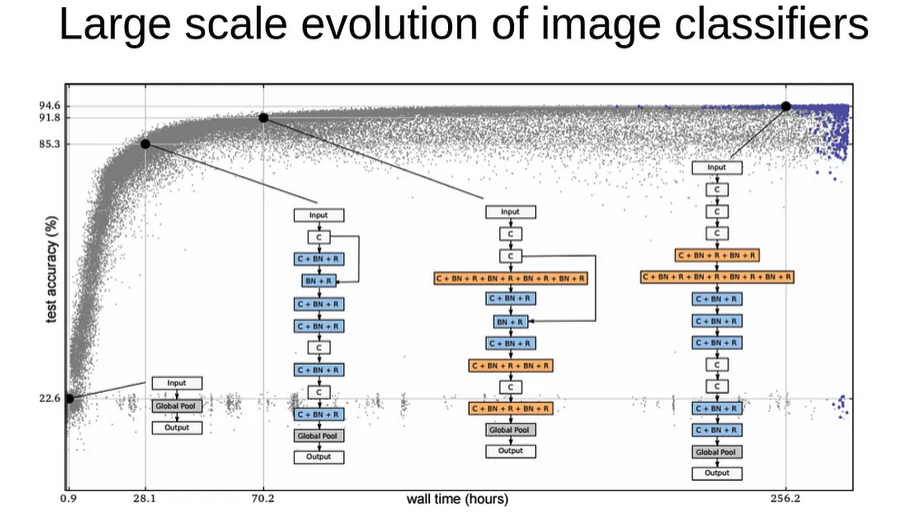 Large scale evolution of image classifiers
94.6
91.8
85.3
22.6
test accuracy (%)
Input
Global Pool
Output
Input
C
C + BN + R
BN + R
C + BN + R
C + BN + R
C
C + BN + R
C
C + BN + R
Global Pool
Output
Input
C
C
C + BN + R + BN + R + BN + R + BN + R
C + BN + R
BN + R
C + BN + R
C + BN + R + BN + R
C
C + BN + R + BN + R
Global Pool
Output
Input
C
C
C
C + BN + R + BN + R
C + BN + R + BN + R + BN + R + BN + R
C + BN + R
C + BN + R
C + BN + R
C
C
C + BN + R
C + BN + R
Global Pool
Output
0.9
28.1
70.2
wall time (hours)
256.2